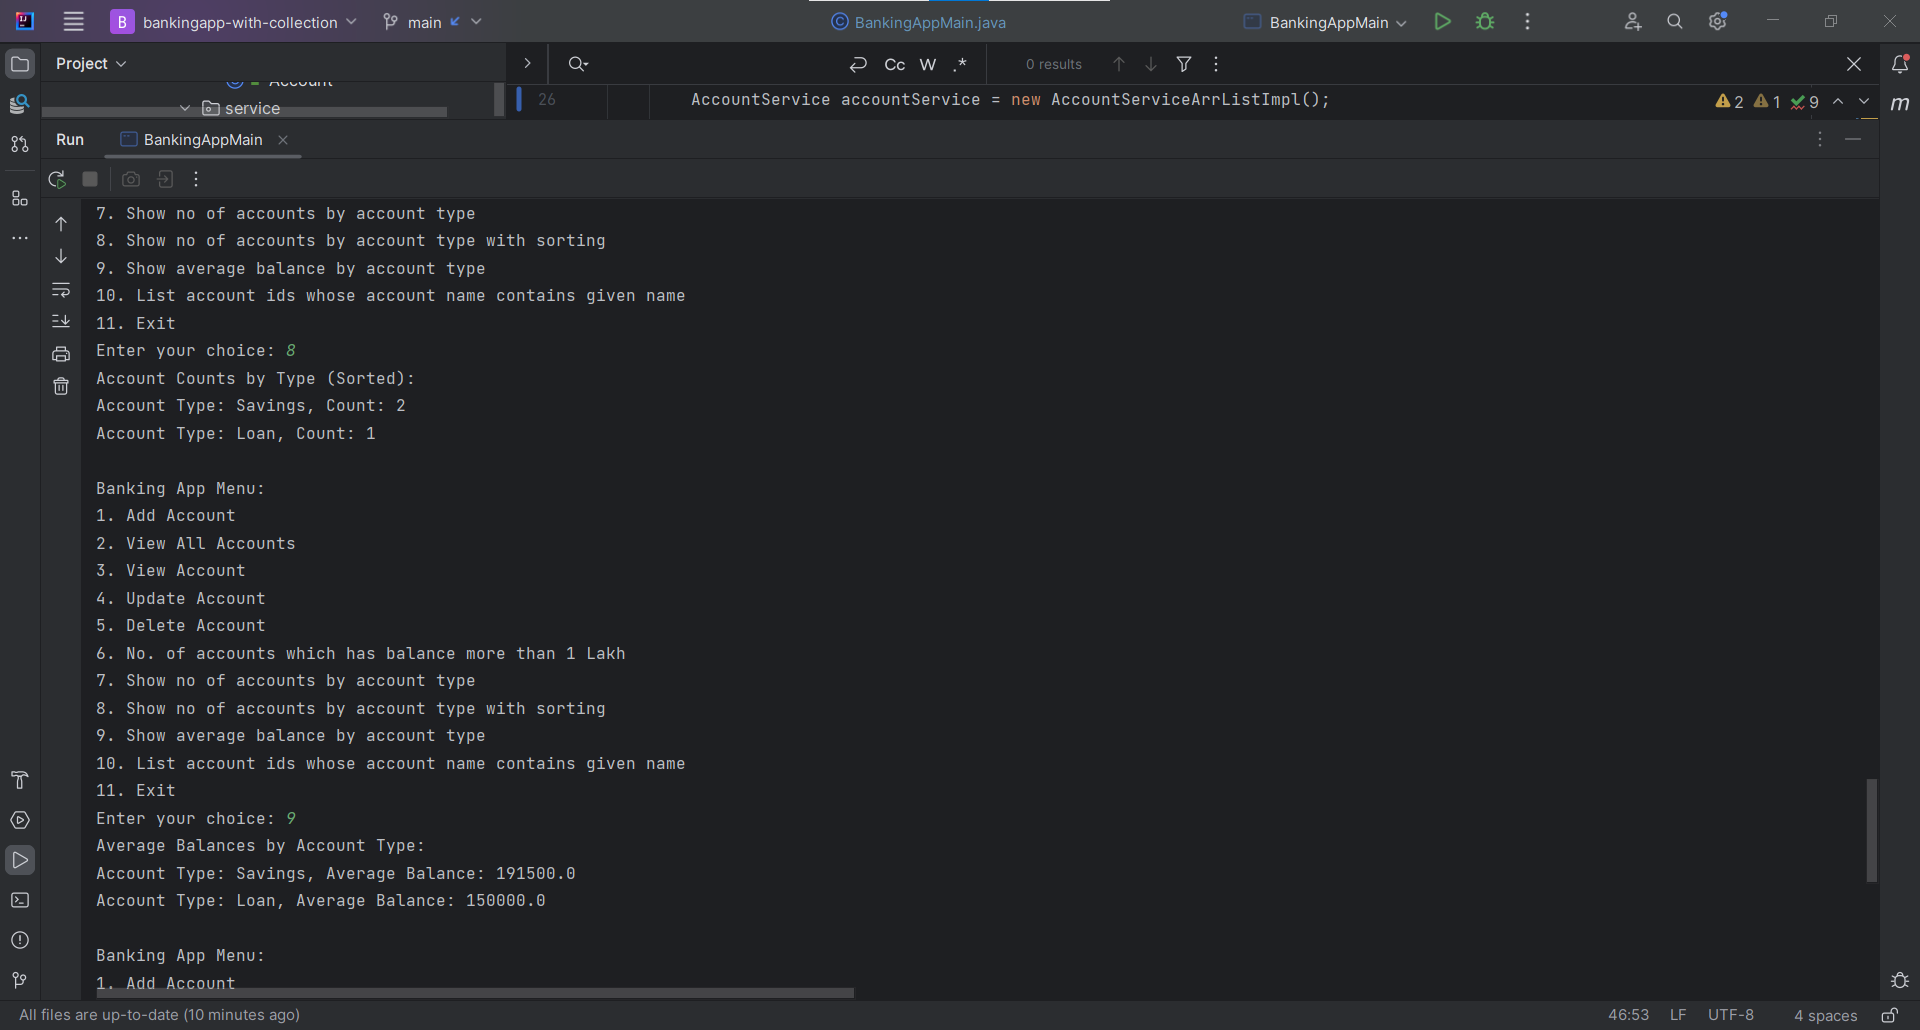 B bankingapp-with-collection main BankingAppMain.java BankingAppMain
Project
Cc W .* 0 results
Account
service
26 AccountService accountService = new AccountServiceArrListImpl();
2 1 9
m
Run BankingAppMain
7. Show no of accounts by account type
8. Show no of accounts by account type with sorting
9. Show average balance by account type
10. List account ids whose account name contains given name
11. Exit
Enter your choice: 8
Account Counts by Type (Sorted):
Account Type: Savings, Count: 2
Account Type: Loan, Count: 1
Banking App Menu:
1. Add Account
2. View All Accounts
3. View Account
4. Update Account
5. Delete Account
6. No. of accounts which has balance more than 1 Lakh
7. Show no of accounts by account type
8. Show no of accounts by account type with sorting
9. Show average balance by account type
10. List account ids whose account name contains given name
11. Exit
Enter your choice: 9
Average Balances by Account Type:
Account Type: Savings, Average Balance: 191500.0
Account Type: Loan, Average Balance: 150000.0
Banking App Menu:
1. Add Account
All files are up-to-date (10 minutes ago)
46:53 LF UTF-8 4 spaces